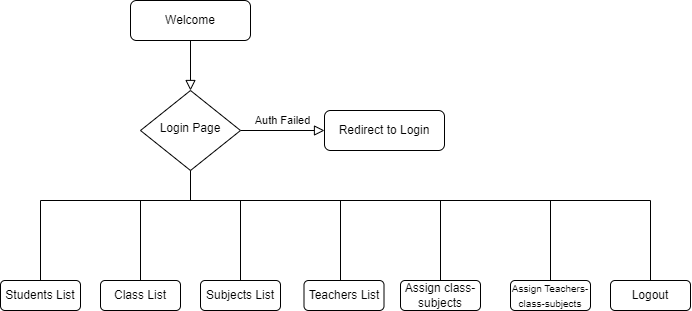 Welcome
Login Page
Auth Failed
Redirect to Login
Students List
Class List
Subjects List
Teachers List
Assign class-
subjects
Assign Teachers-
class-subjects
Logout